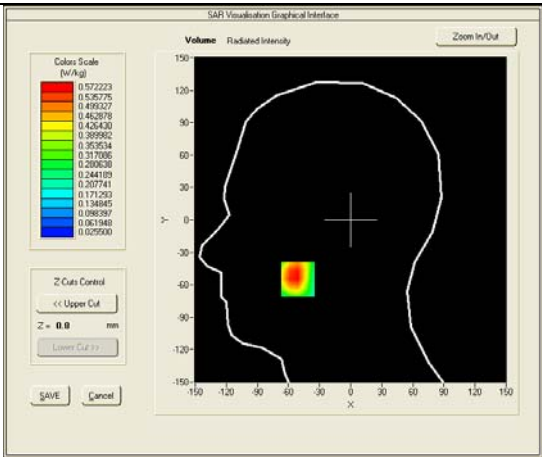 SAR Visualisation Graphical Interface
Volume Radiated Intensity
Zoom In/Out
Colors Scale
(W/kg)
0.572223
0.535775
0.499327
0.462878
0.426430
0.389982
0.353534
0.317086
0.280638
0.244189
0.207741
0.171293
0.134845
0.098397
0.061948
0.025500
Z Cuts Control
<< Upper Cut
Z = 0.0 mm
Lower Cut >>
SAVE Cancel
150-
120-
90-
60-
30-
Y 0-
-30-
-60-
-90-
-120-
-150-
-150 -120 -90 -60 -30 0 30 60 90 120 150
X